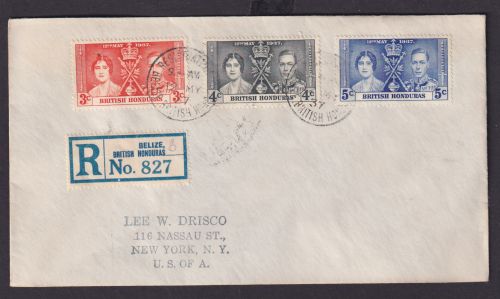 12TH MAY 1937.
3c 3c
BRITISH HONDURAS
12TH MAY 1937.
4c 4c
BRITISH HONDURAS
12TH MAY 1937.
5c 5c
BRITISH HONDURAS
R
BELIZE,
BRITISH HONDURAS.
No. 827
LEE W. DRISCO
116 NASSAU ST.,
NEW YORK, N. Y.
U. S. OF A.